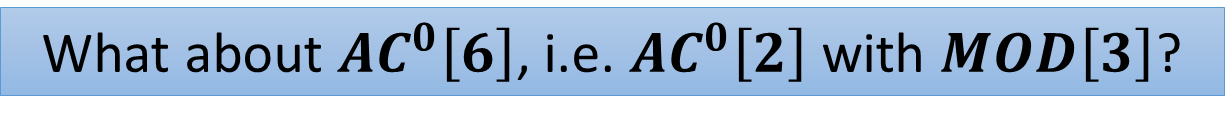 What about AC⁰[6], i.e. AC⁰[2] with MOD[3]?